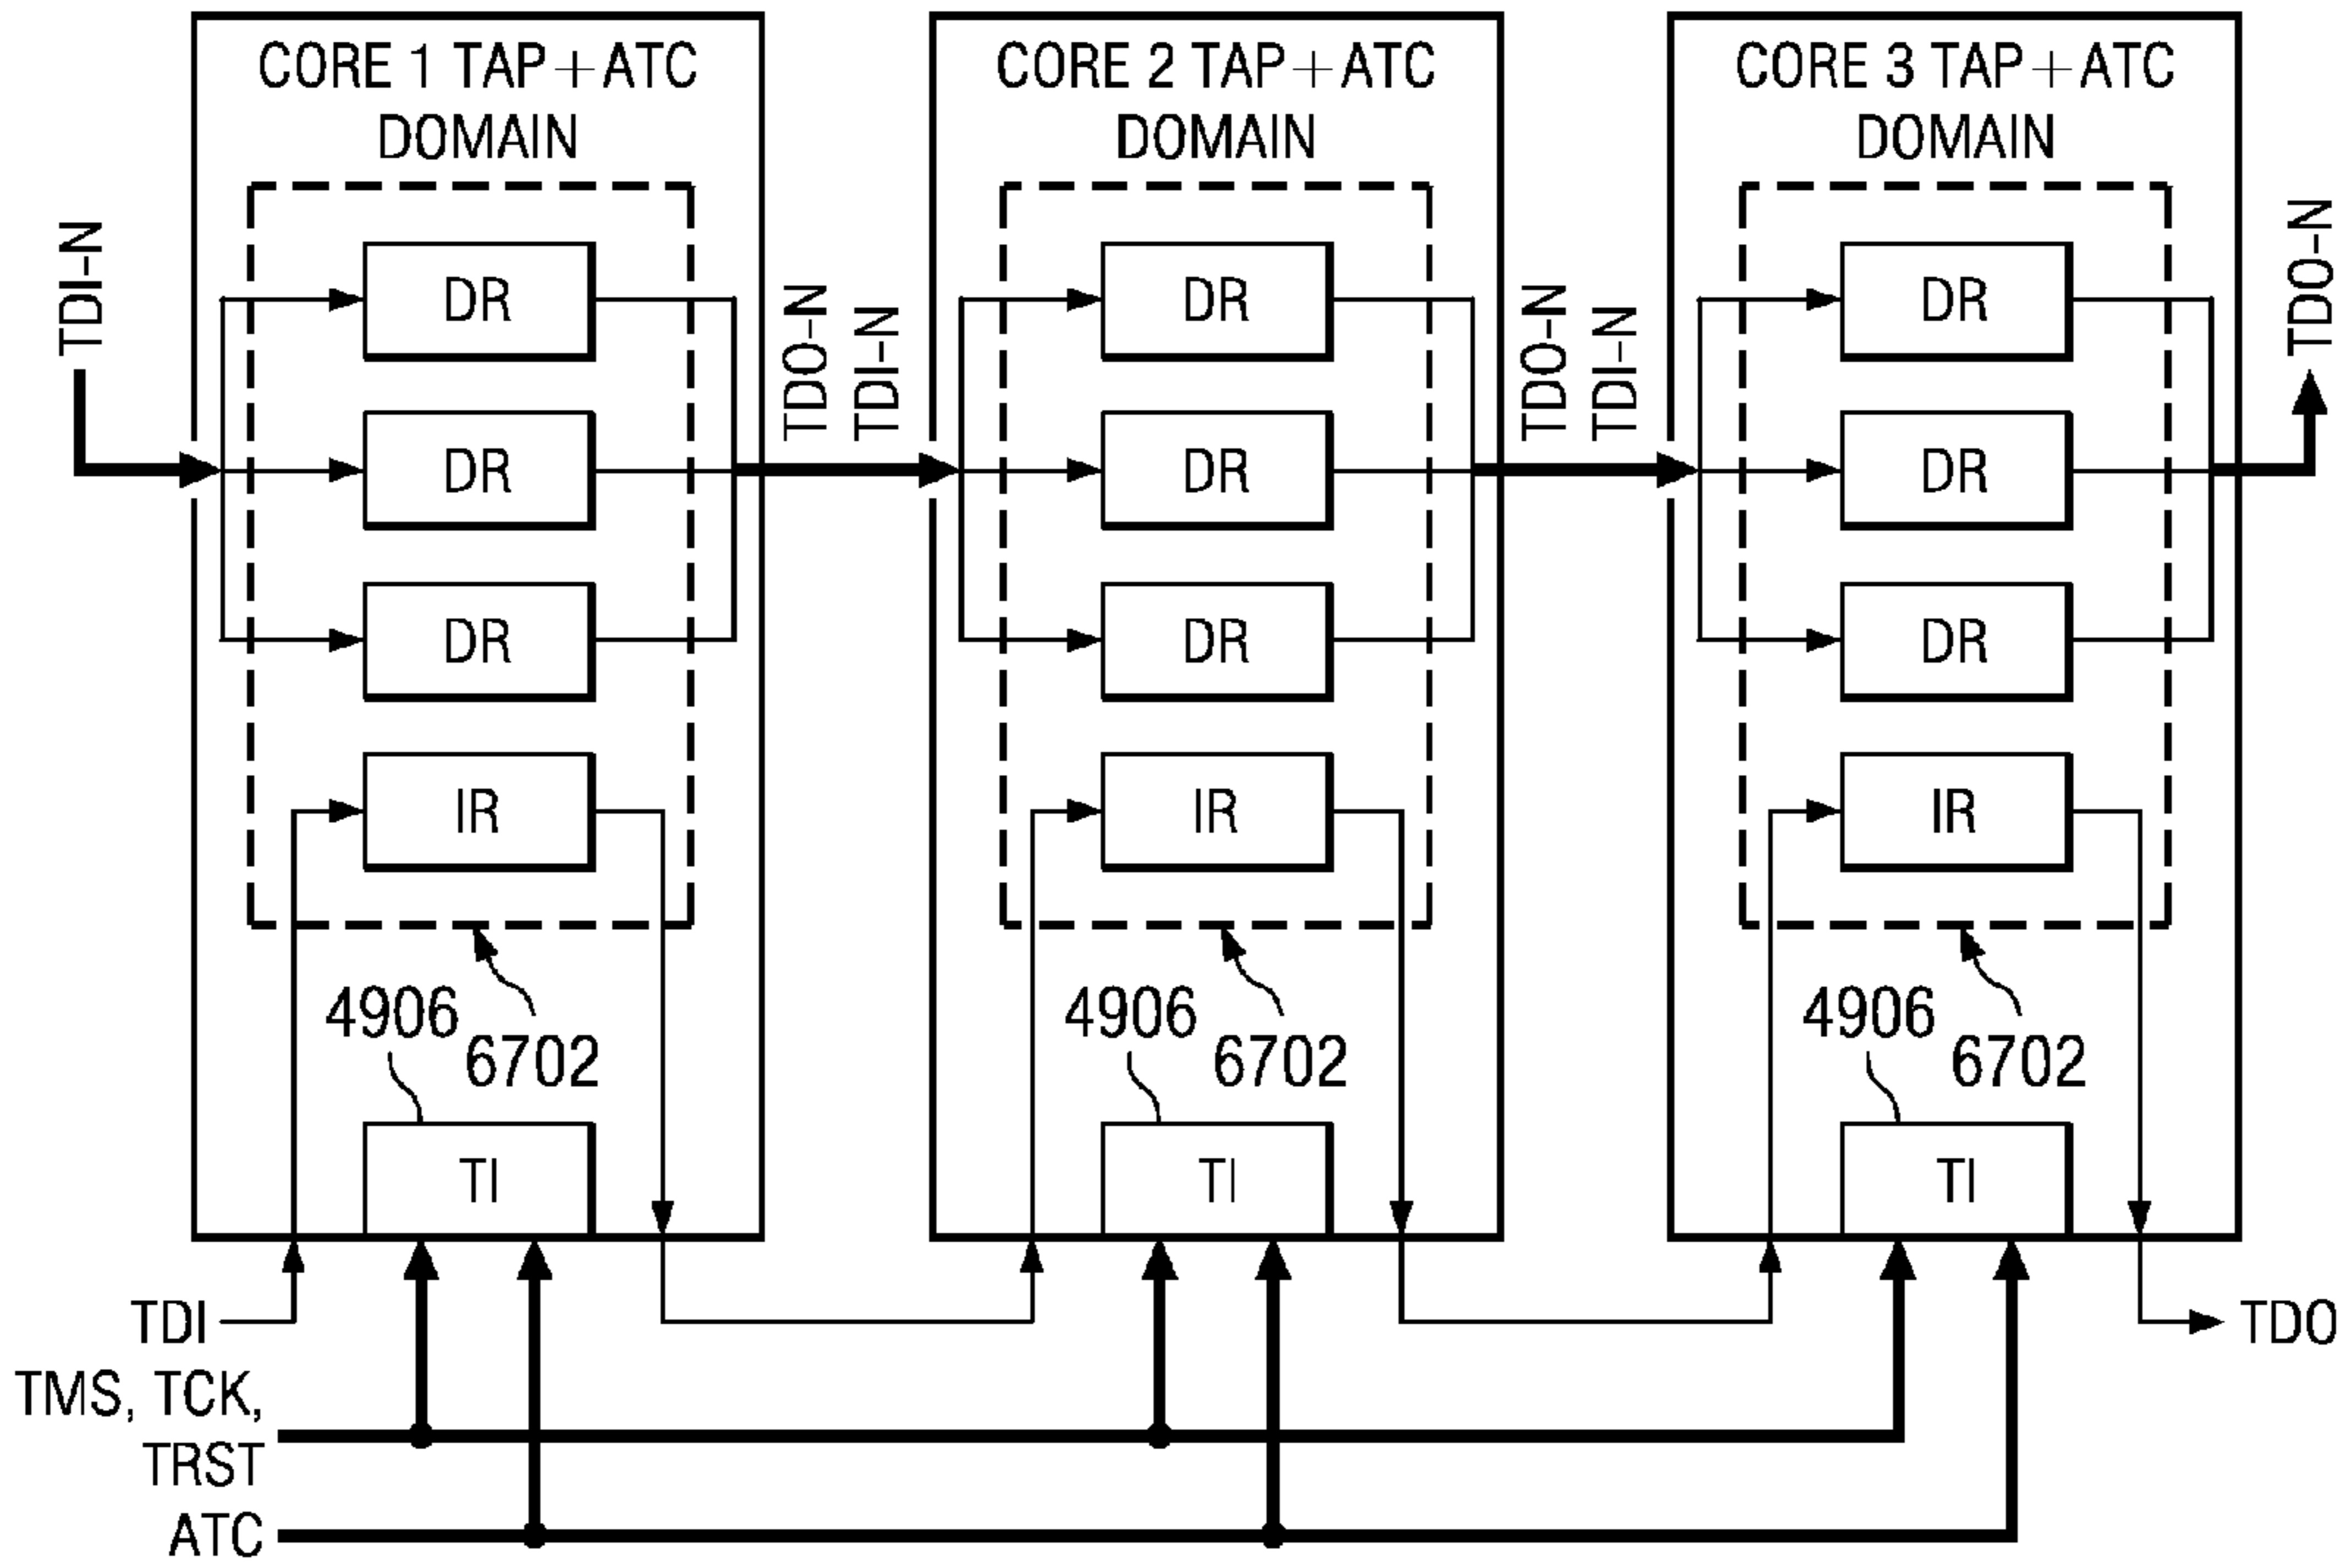 CORE 1 TAP+ATC
DOMAIN
CORE 2 TAP+ATC
DOMAIN
CORE 3 TAP+ATC
DOMAIN
TDI-N
DR
DR
DR
IR
TDO-N
TDI-N
DR
DR
DR
IR
TDO-N
TDI-N
DR
DR
DR
IR
TDO-N
4906
6702
4906
6702
4906
6702
TI
TI
TI
TDI
TDO
TMS, TCK,
TRST
ATC